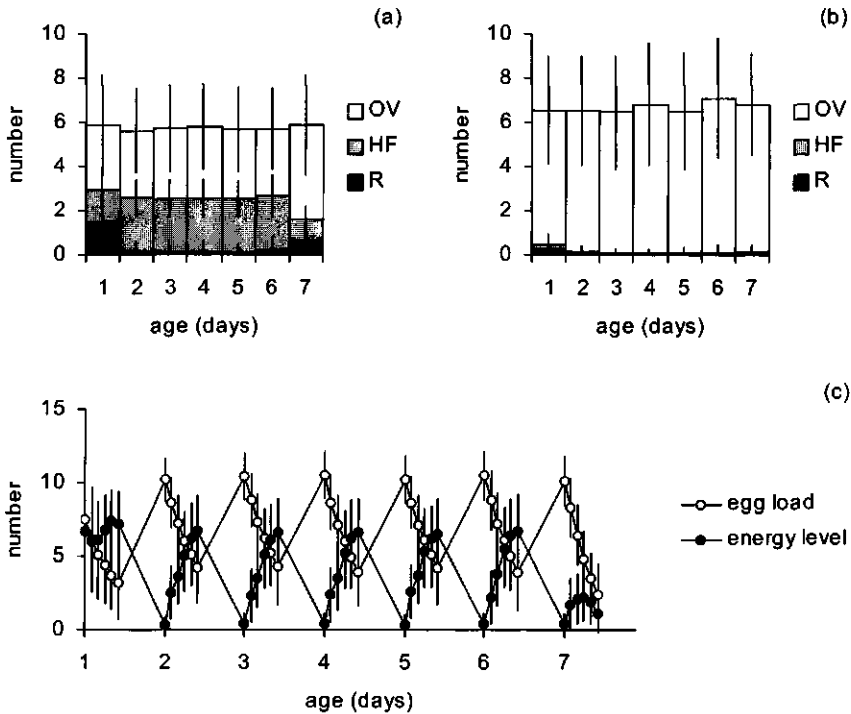 (a)
10
8
6
4
2
0
number
1 2 3 4 5 6 7
age (days)
OV
HF
R
(b)
10
8
6
4
2
0
number
1 2 3 4 5 6 7
age (days)
OV
HF
R
(c)
15
10
5
0
number
1 2 3 4 5 6 7
age (days)
egg load
energy level